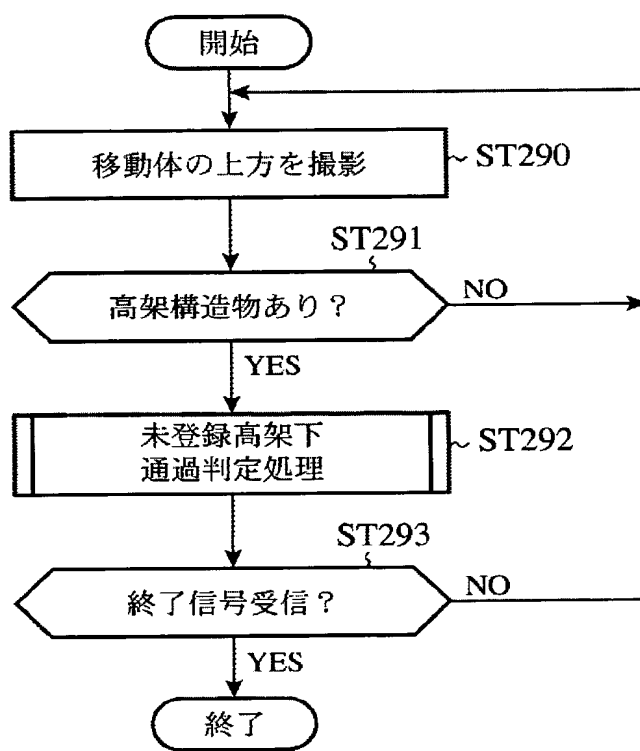 開始
移動体の上方を撮影
ST290
ST291
高架構造物あり？
NO
YES
未登録高架下
通過判定処理
ST292
ST293
終了信号受信？
NO
YES
終了